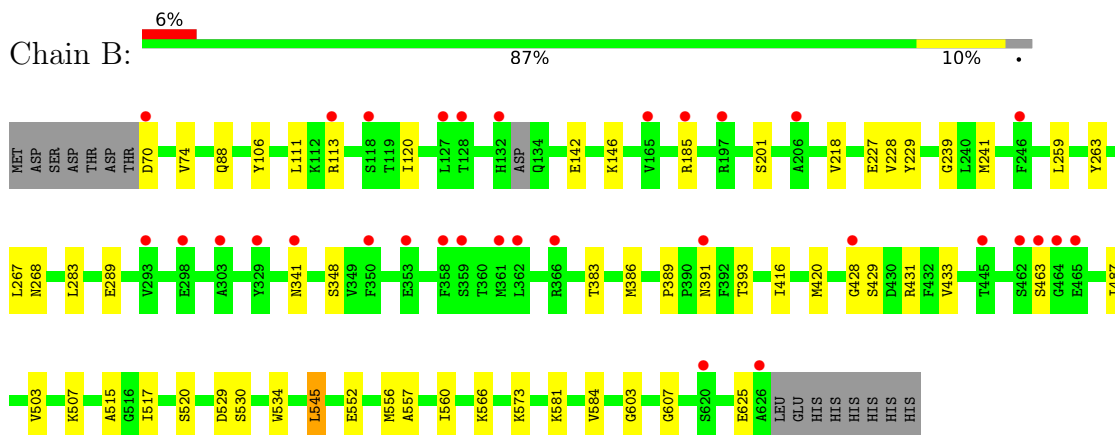 6%
Chain B:
87% 10% •
MET ASP SER ASP THR ASP THR D70 V74 Q88 Y106 L111 K112 R113 S118 T119 I120 L127 T128 H132 ASP Q134 E142 K146 V165 R185 R197 S201 A206 V218 E227 V228 Y229 G239 L240 M241 F246 L259 Y263
L267 N268 L283 E289 V293 E298 A303 Y329 N341 S348 V349 F350 E353 F358 S359 T360 M361 L362 R366 T383 M386 P389 P390 N391 F392 T393 I416 M420 G428 S429 D430 R431 F432 V433 T445 S462 S463 G464 E465 I487
V503 K507 A515 G516 I517 S520 D529 S530 W534 L545 E552 M556 A557 I560 K566 K573 K581 V584 G603 G607 S620 E625 A626 LEU GLU HIS HIS HIS HIS HIS HIS